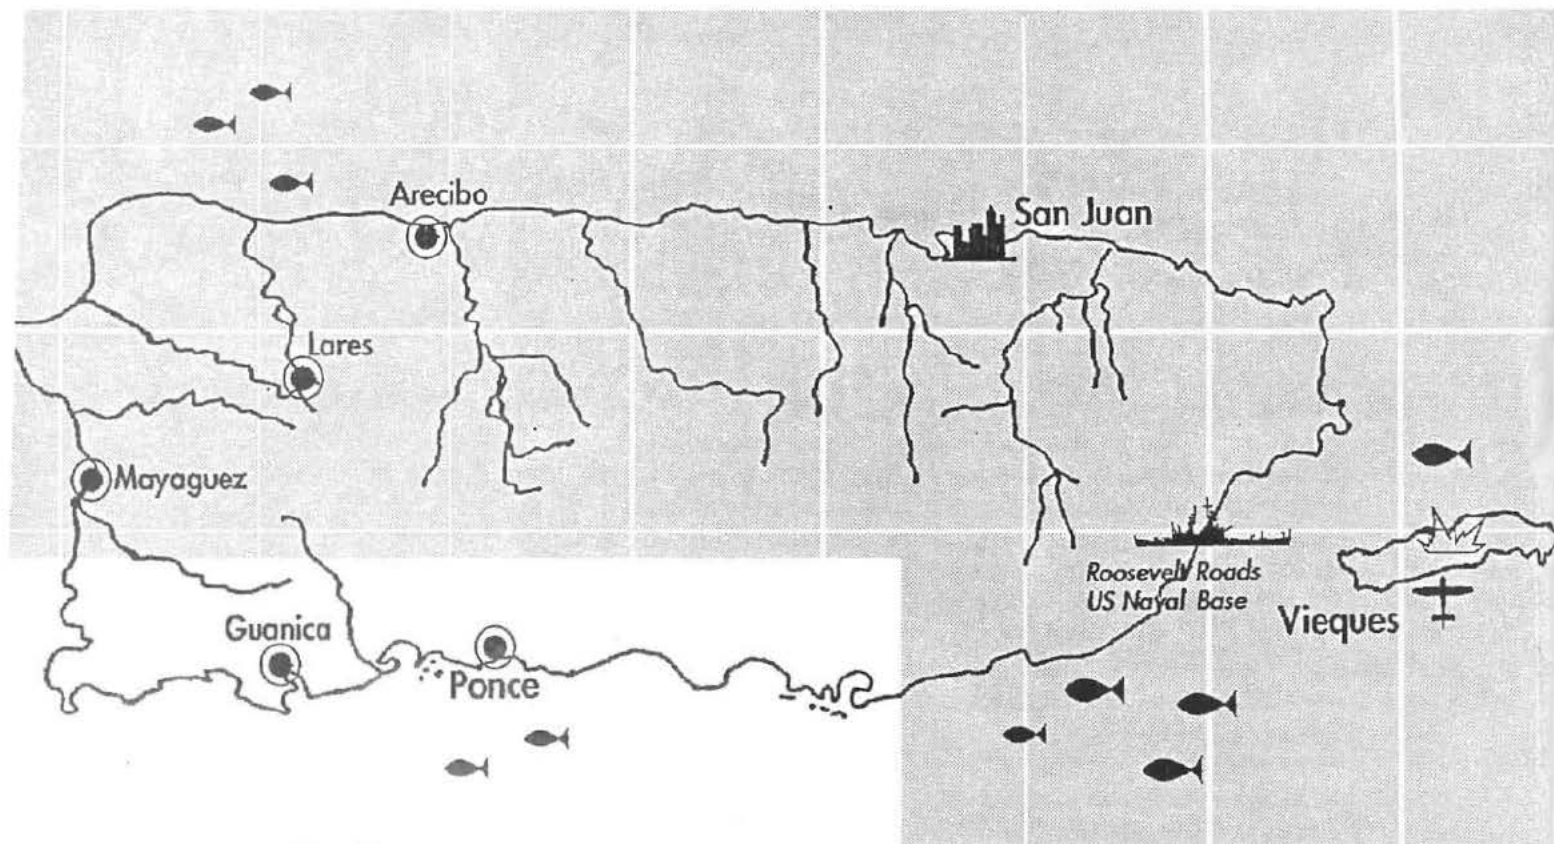 Arecibo
San Juan
Lares
Mayaguez
Roosevelt Roads
US Naval Base
Vieques
Guanica
Ponce